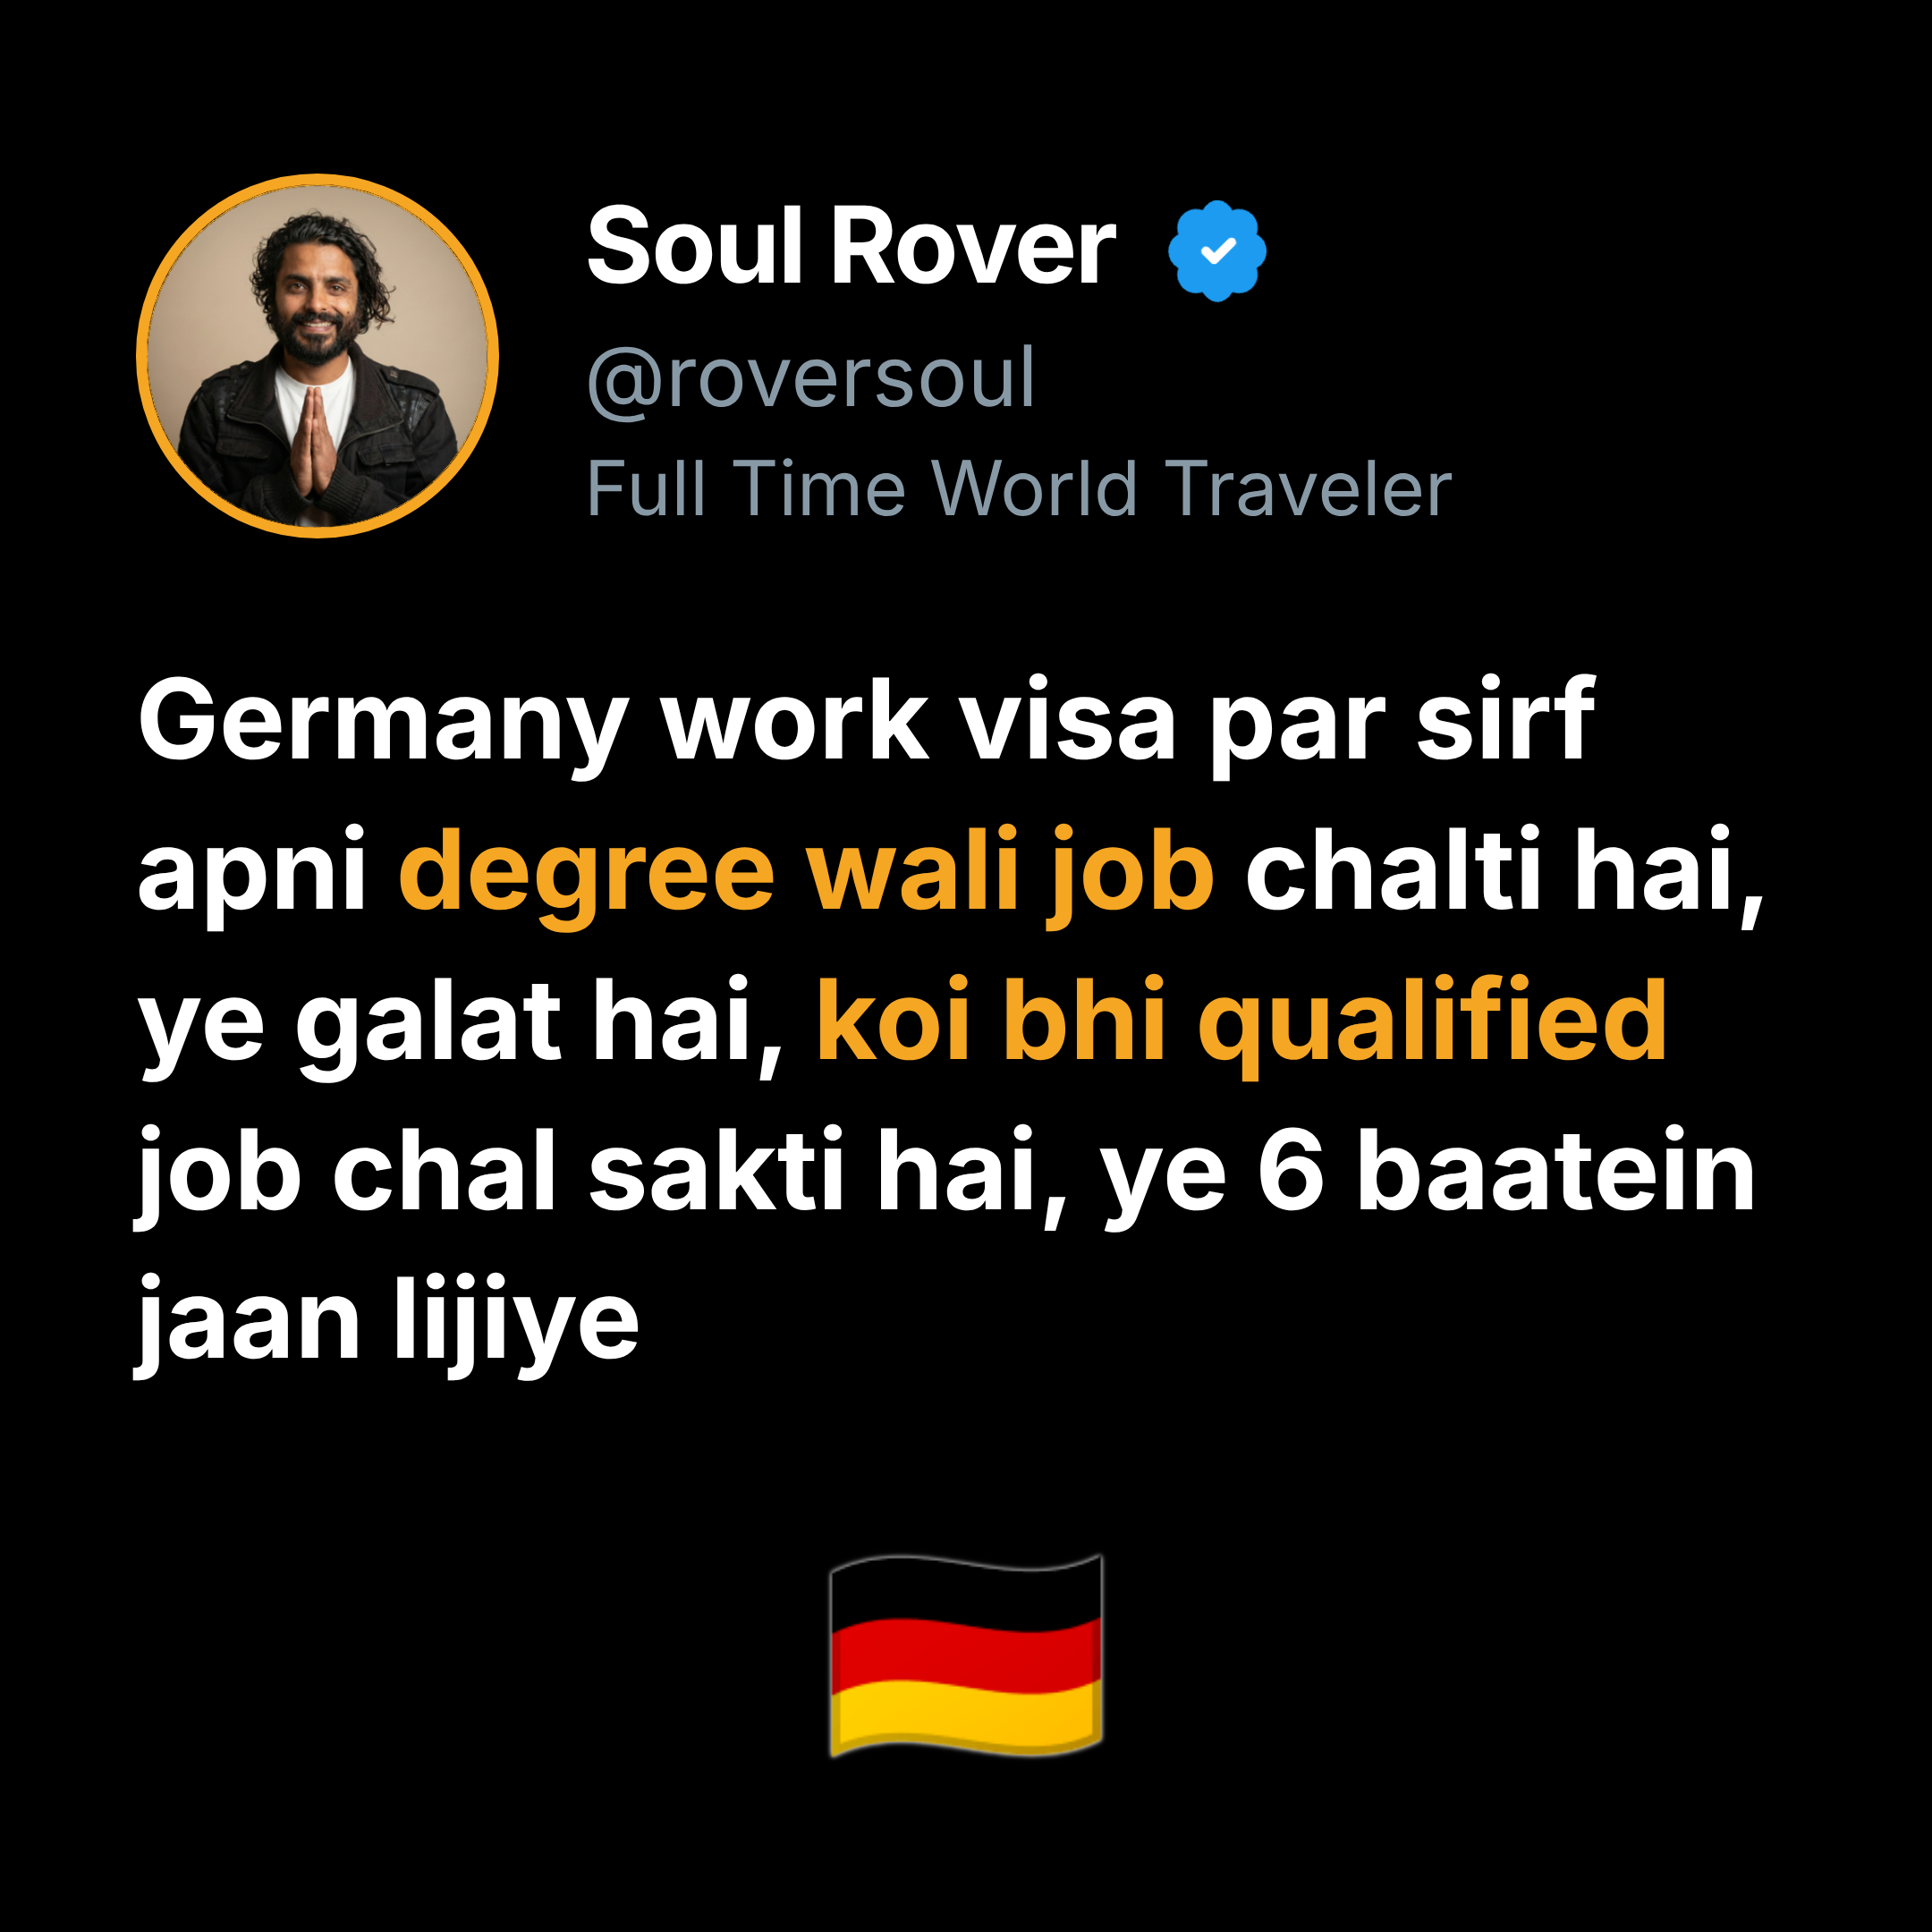 Soul Rover
@roversoul
Full Time World Traveler
Germany work visa par sirf
apni degree wali job chalti hai,
ye galat hai, koi bhi qualified
job chal sakti hai, ye 6 baatein
jaan lijiye